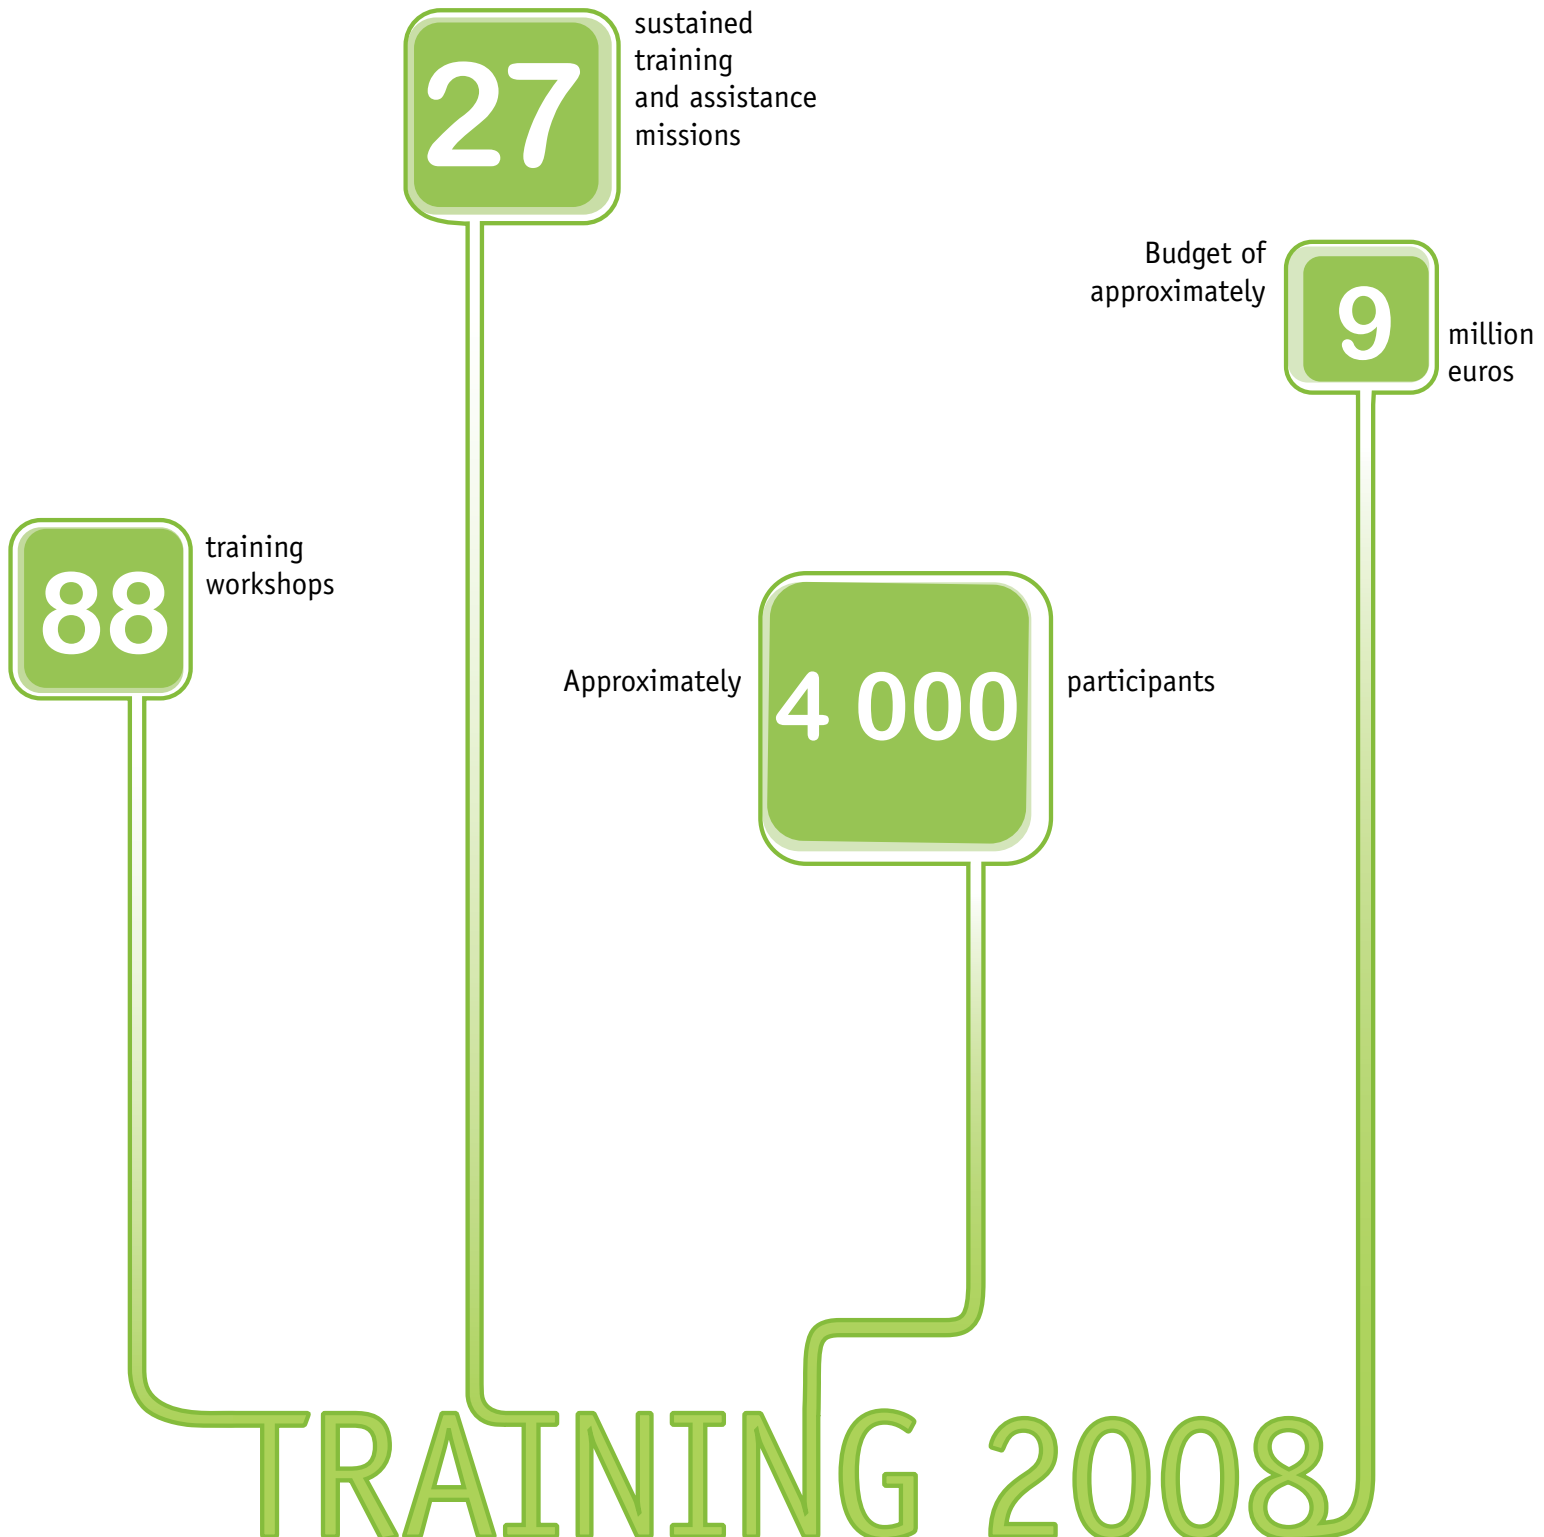 27
sustained
training
and assistance
missions
Budget of
approximately
9
million
euros
88
training
workshops
Approximately
4 000
participants
TRAINING 2008